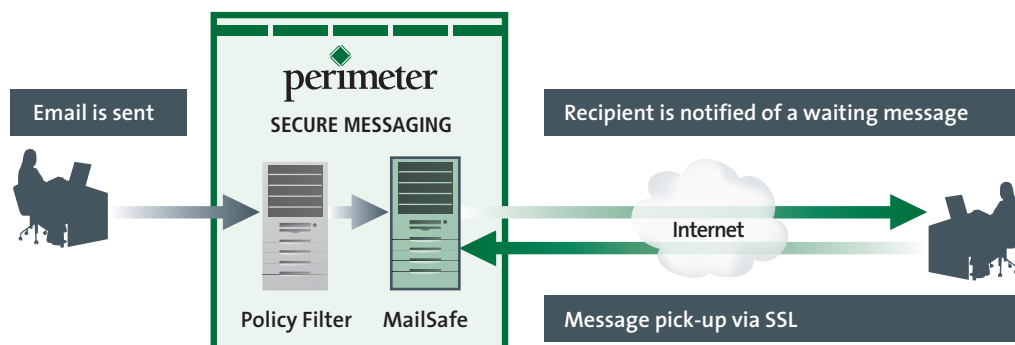 perimeter
SECURE MESSAGING
Email is sent
Recipient is notified of a waiting message
Internet
Policy Filter
MailSafe
Message pick-up via SSL